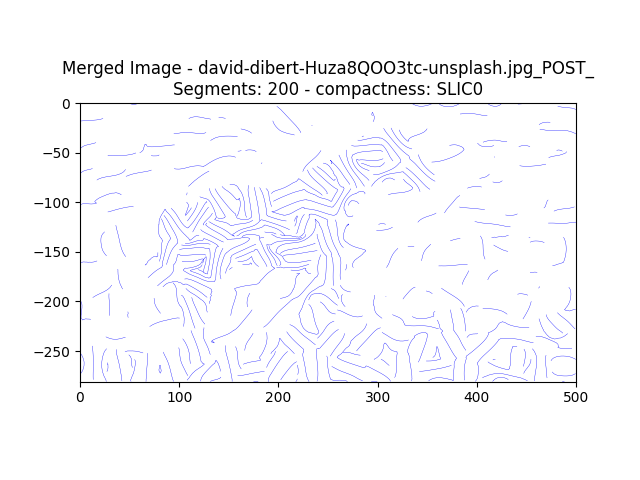 Merged Image - david-dibert-Huza8QOO3tc-unsplash.jpg_POST_
Segments: 200 - compactness: SLIC0
0
−50
−100
−150
−200
−250
0 100 200 300 400 500